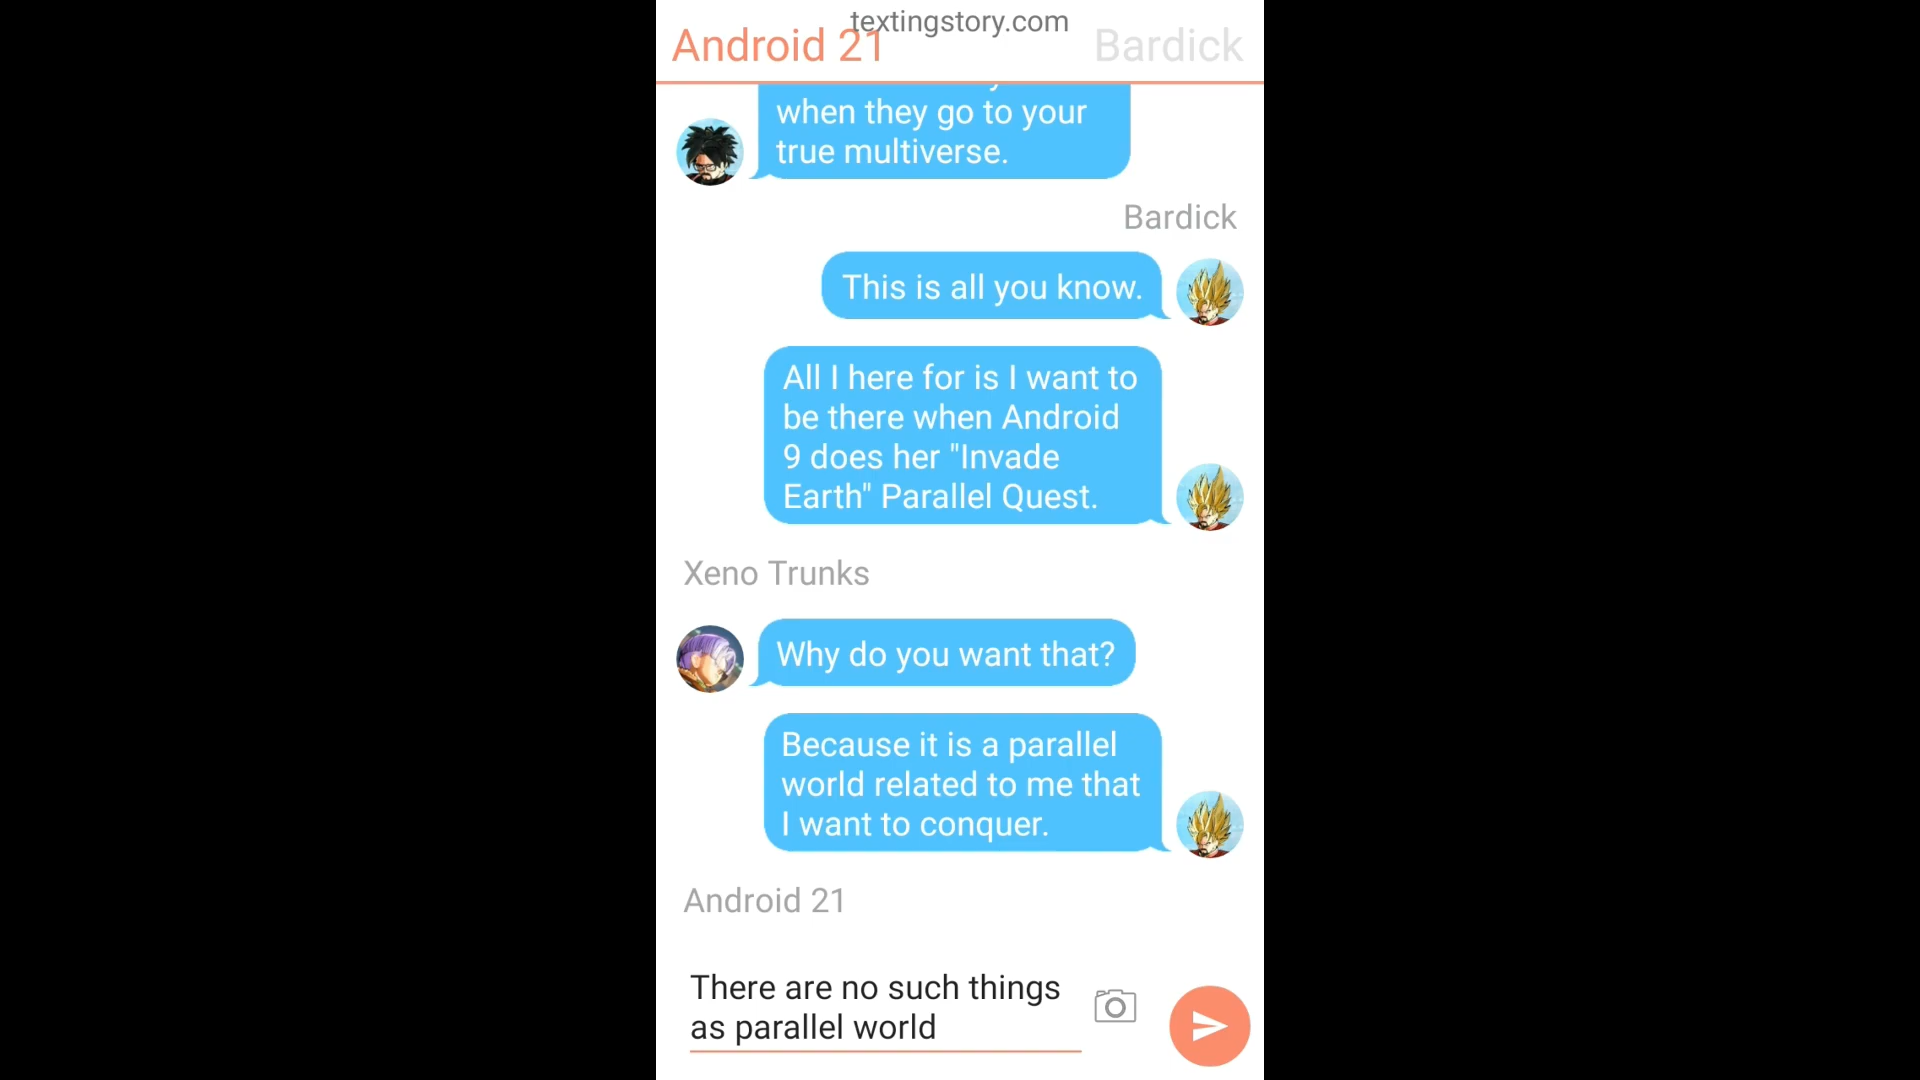 textingstory.com
Android 21
Bardick
when they go to your
true multiverse.
Bardick
This is all you know.
All I here for is I want to
be there when Android
9 does her "Invade
Earth" Parallel Quest.
Xeno Trunks
Why do you want that?
Because it is a parallel
world related to me that
I want to conquer.
Android 21
There are no such things
as parallel world